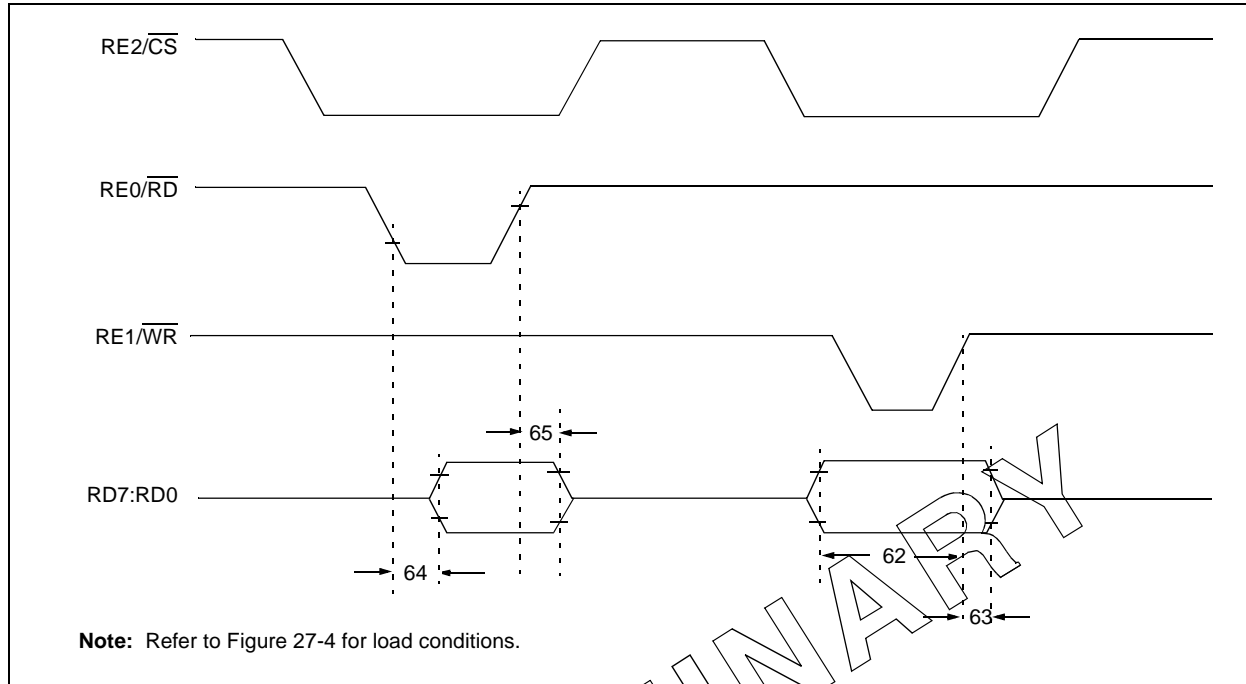 RE2/CS
RE0/RD
RE1/WR
65
RD7:RD0
62
64
63
Note: Refer to Figure 27-4 for load conditions.
INARY